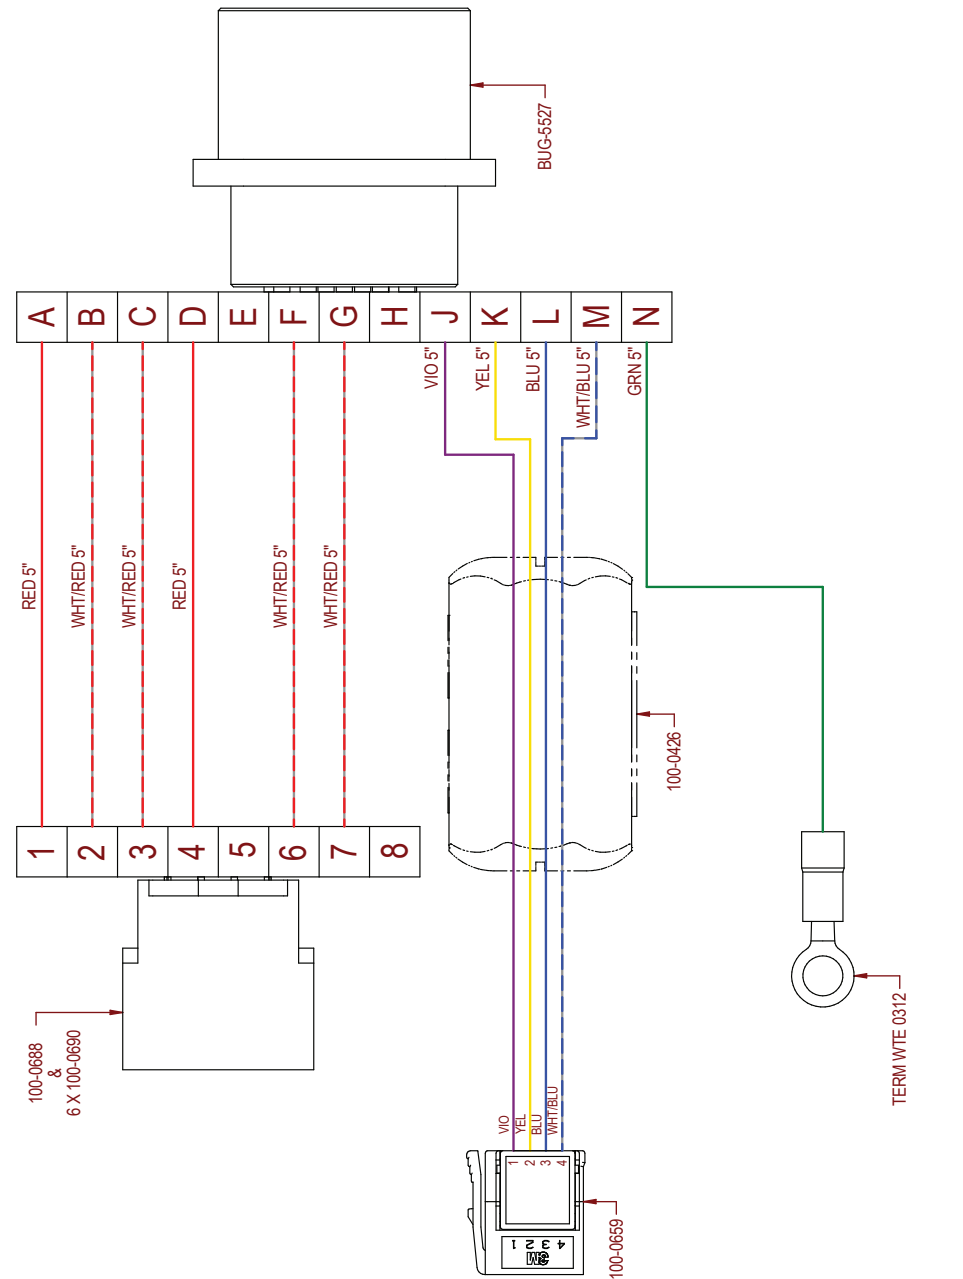 BUG-5527
A
B
C
D
E
F
G
H
J
K
L
M
N
RED 5"
WHT/RED 5"
WHT/RED 5"
RED 5"
WHT/RED 5"
WHT/RED 5"
VIO 5"
YEL 5"
BLU 5"
WHT/BLU 5"
GRN 5"
1
2
3
4
5
6
7
8
100-0688
&
6 X 100-0690
100-0426
TERM WTE 0312
VIO
YEL
BLU
WHT/BLU
1
2
3
4
1
2
3
4
3M
100-0659